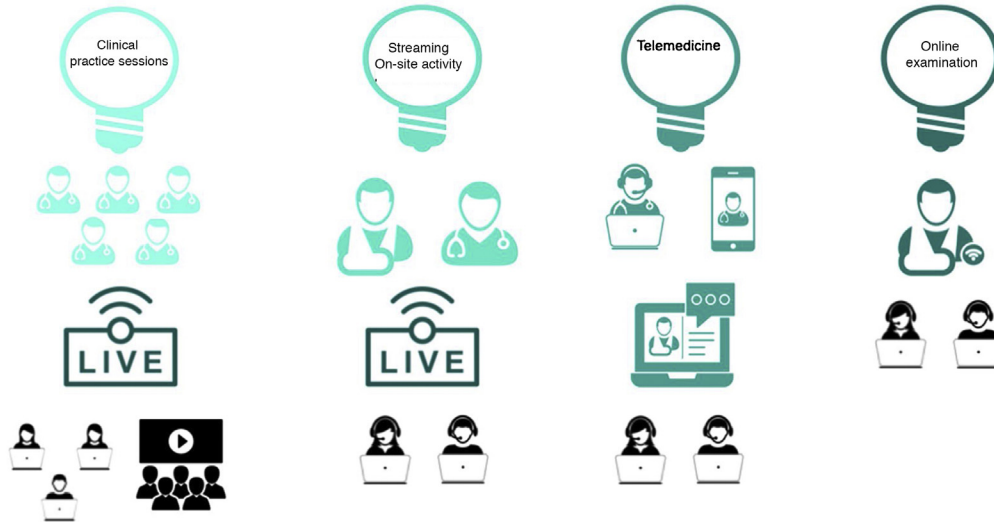 Clinical
practice sessions
Streaming
On-site activity
,
Telemedicine
Online
examination
LIVE
LIVE